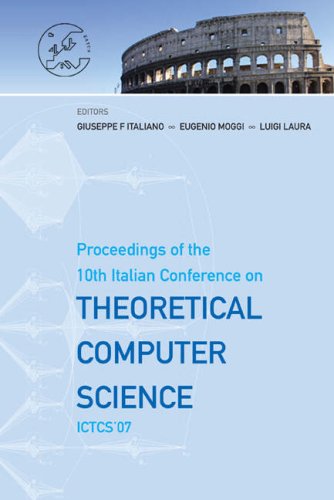 EDITORS
GIUSEPPE F ITALIANO ∞ EUGENIO MOGGI ∞ LUIGI LAURA
Proceedings of the
10th Italian Conference on
THEORETICAL
COMPUTER
SCIENCE
ICTCS'07